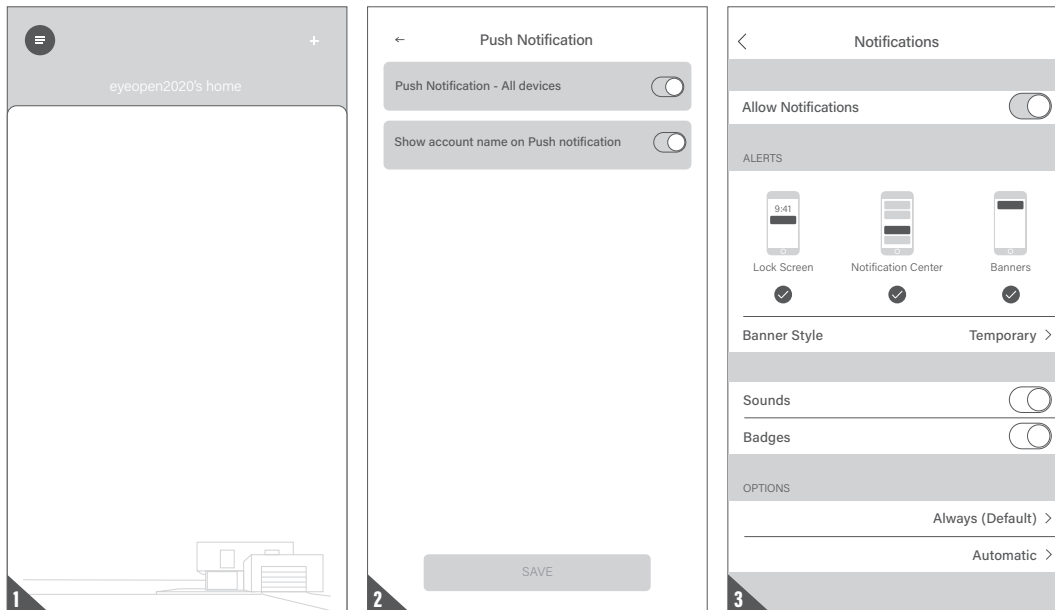 +
eyeopen2020's home
1
← Push Notification
Push Notification - All devices
Show account name on Push notification
SAVE
2
Notifications
Allow Notifications
ALERTS
9:41
Lock Screen Notification Center Banners
Banner Style Temporary >
Sounds
Badges
OPTIONS
Always (Default) >
Automatic >
3